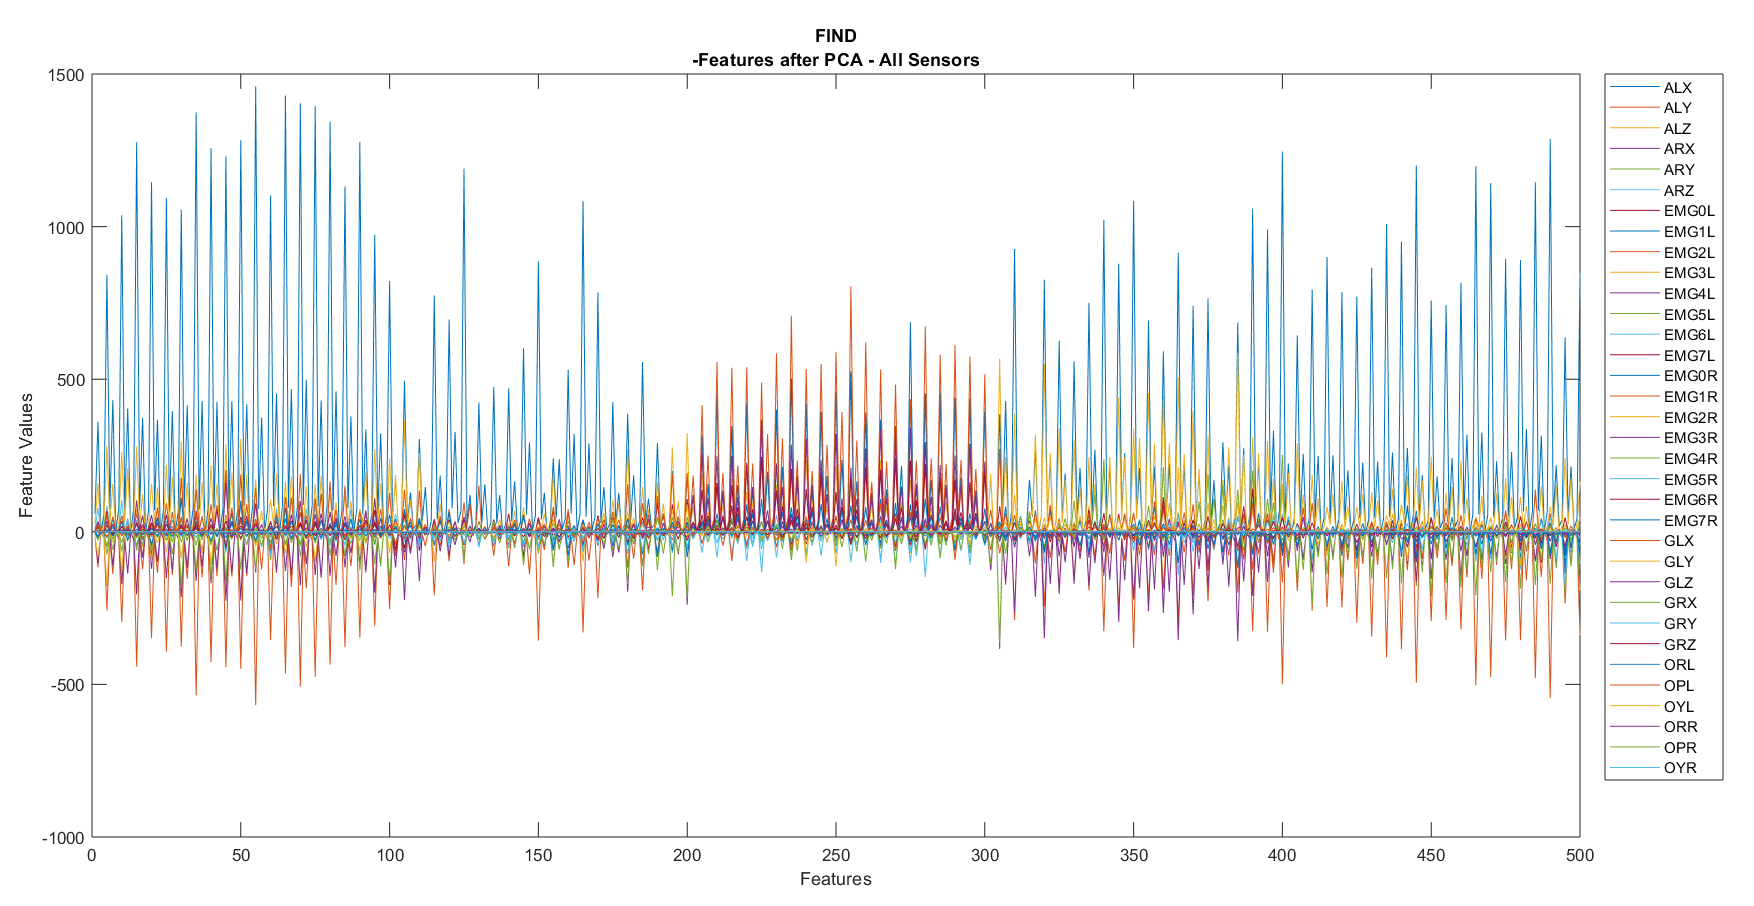 FIND
-Features after PCA - All Sensors
1500
1000
500
0
-500
-1000
Feature Values
0 50 100 150 200 250 300 350 400 450 500
Features
ALX
ALY
ALZ
ARX
ARY
ARZ
EMG0L
EMG1L
EMG2L
EMG3L
EMG4L
EMG5L
EMG6L
EMG7L
EMG0R
EMG1R
EMG2R
EMG3R
EMG4R
EMG5R
EMG6R
EMG7R
GLX
GLY
GLZ
GRX
GRY
GRZ
ORL
OPL
OYL
ORR
OPR
OYR